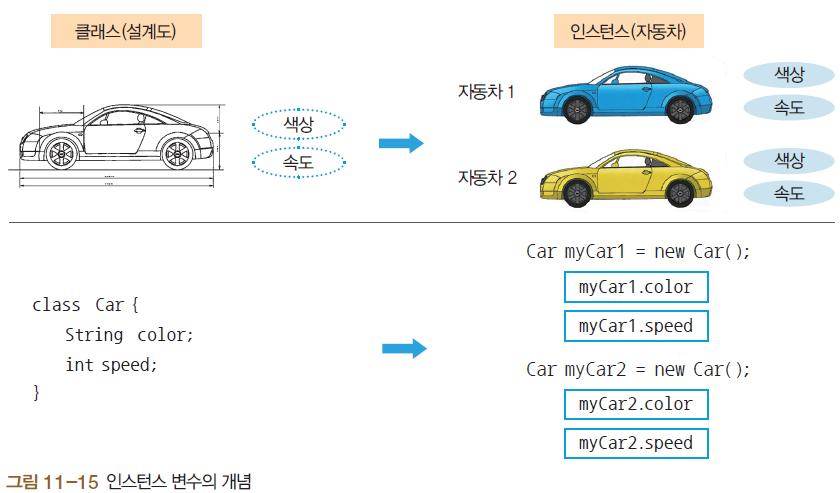 클래스(설계도)
인스턴스(자동차)
색상
속도
자동차 1
색상
속도
자동차 2
색상
속도
class Car {
String color;
int speed;
}
Car myCar1 = new Car();
myCar1.color
myCar1.speed
Car myCar2 = new Car();
myCar2.color
myCar2.speed
그림 11-15 인스턴스 변수의 개념